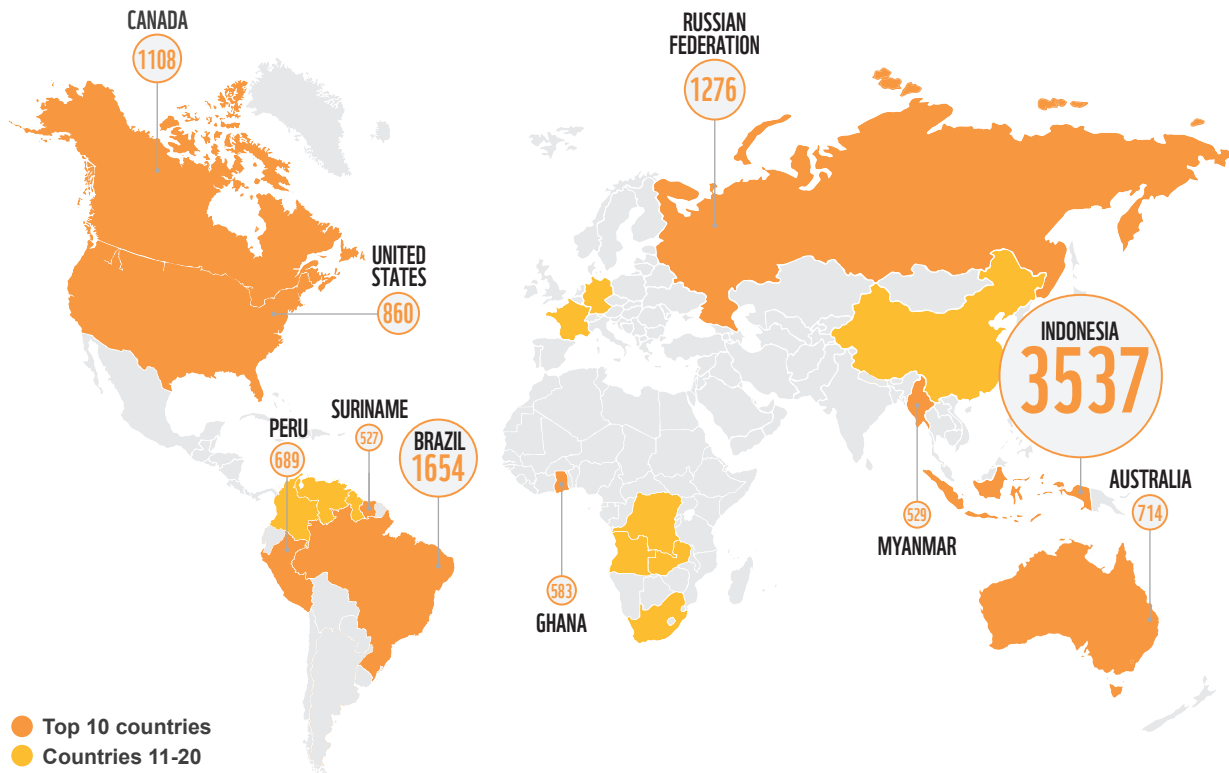 CANADA
1108
RUSSIAN
FEDERATION
1276
UNITED
STATES
860
INDONESIA
3537
PERU
689
SURINAME
527
BRAZIL
1654
AUSTRALIA
714
529
MYANMAR
583
GHANA
Top 10 countries
Countries 11-20